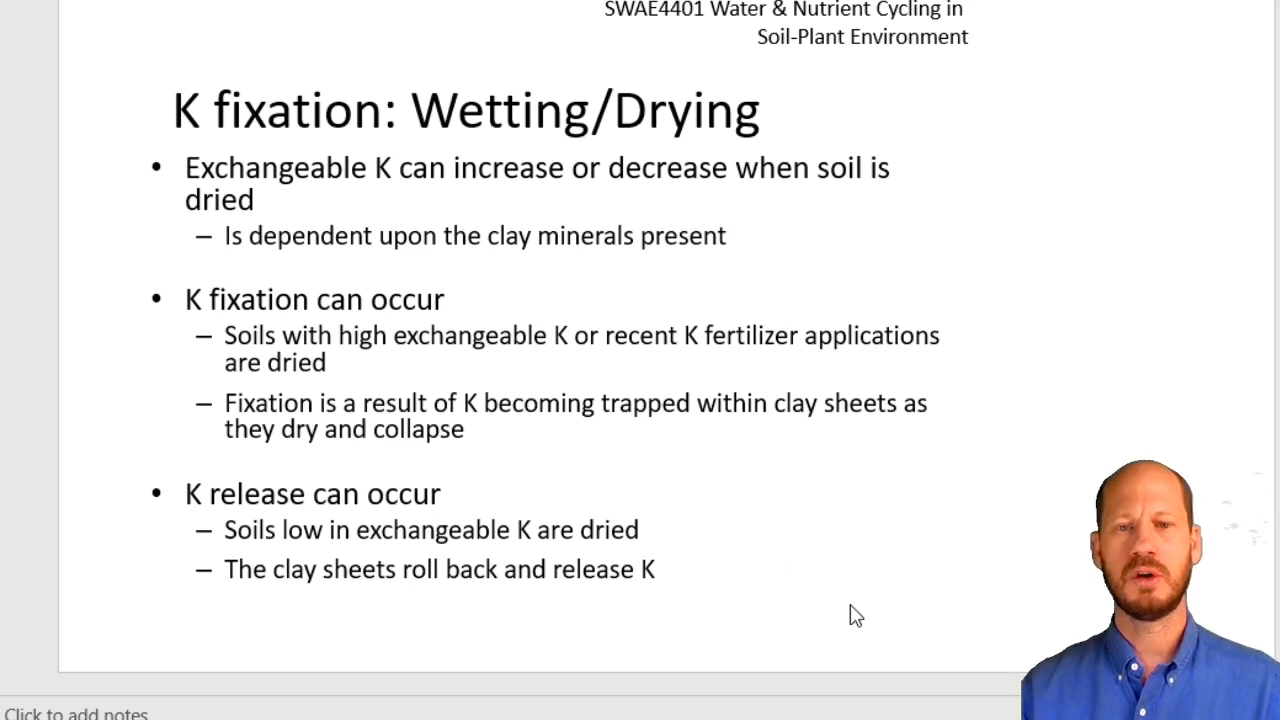 SWAE4401 Water & Nutrient Cycling in
Soil-Plant Environment
K fixation: Wetting/Drying
• Exchangeable K can increase or decrease when soil is
dried
– Is dependent upon the clay minerals present
• K fixation can occur
– Soils with high exchangeable K or recent K fertilizer applications
are dried
– Fixation is a result of K becoming trapped within clay sheets as
they dry and collapse
• K release can occur
– Soils low in exchangeable K are dried
– The clay sheets roll back and release K
Click to add notes